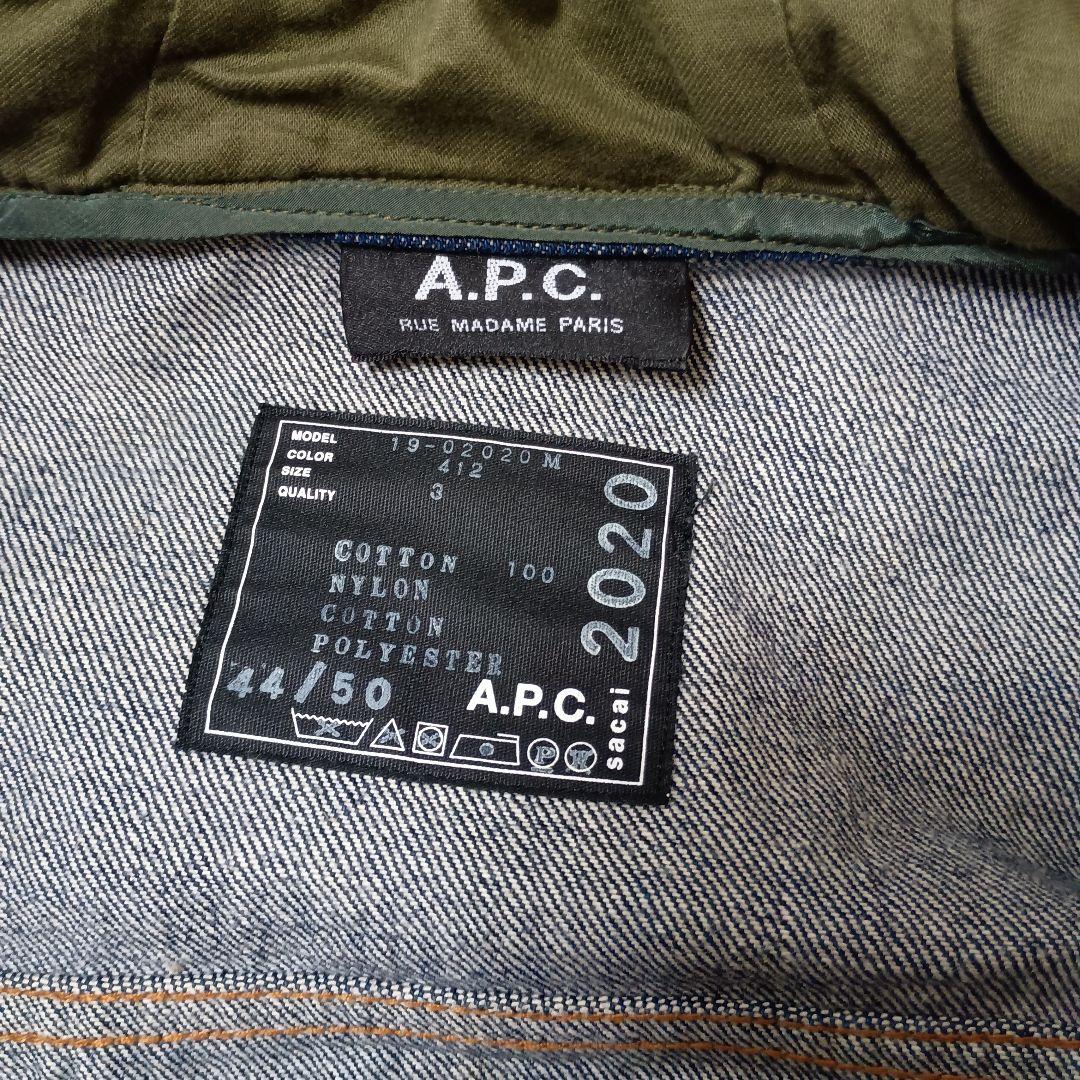 A.P.C.
RUE MADAME PARIS
MODEL 19-02020 M
COLOR 412
SIZE 3
QUALITY
COTTON 100
NYLON
COTTON
POLYESTER
44/50
A.P.C.
sacai 2020
P W